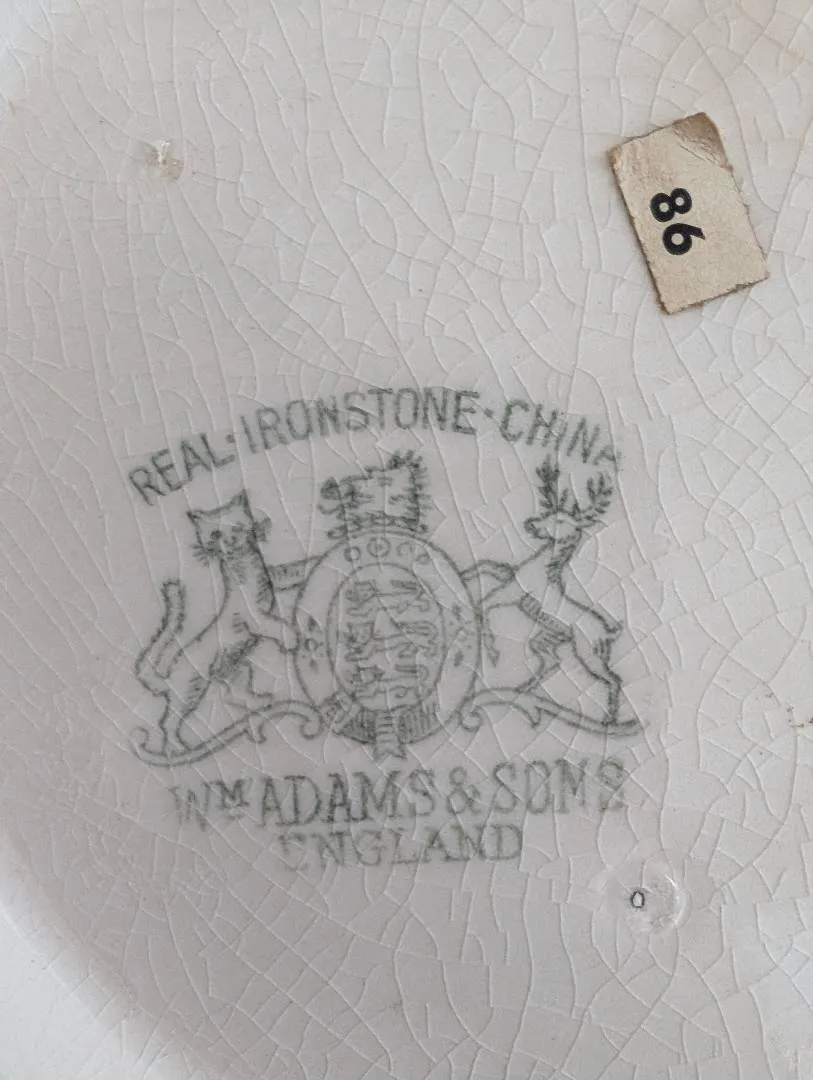 86
REAL·IRONSTONE·CHINA
Wᴹ ADAMS & SONS
ENGLAND